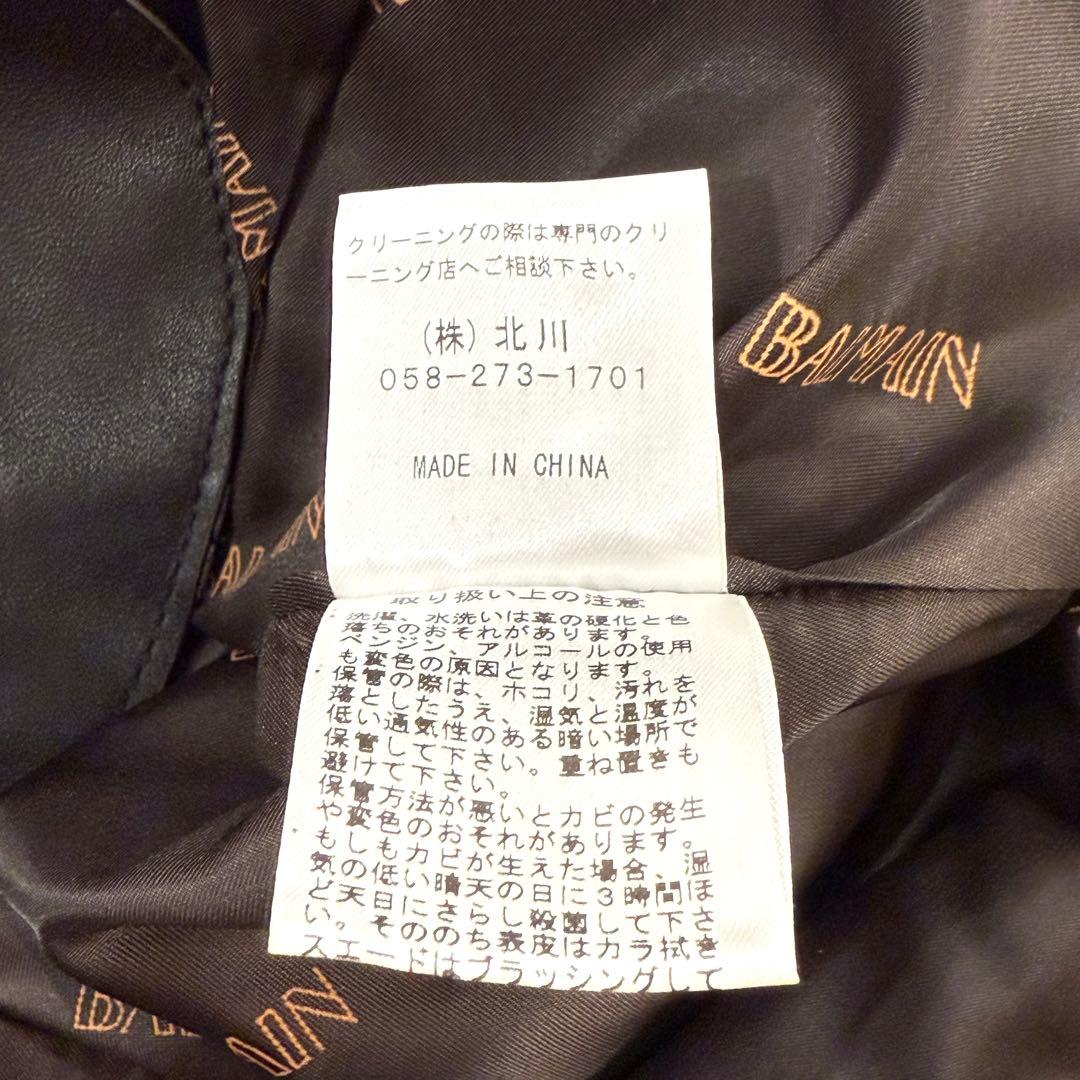 クリーニングの際は専門のクリ
ーニング店へご相談下さい。
(株) 北川
058-273-1701
MADE IN CHINA
取り扱い上の注意
洗濯、水洗いは革の硬化と色
落ちのおそれがあります。
ベンジン、アルコールの使用
も変色の原因となります。
保管の際は、ホコリ、汚れを
落としたうえ、湿気と温度が
低い通気性のある暗い場所で
保管して下さい。重ね置きも
避けて下さい。
保管方法が悪いとカビの発生
や変色のおそれがあります。
もしもカビが生えた場合、湿
気の低い暗天の日に3時間ほ
ど天日にさらし殺菌して下さ
い。そののち表皮はカラ拭き
スエードはブラッシングして
BALMAIN